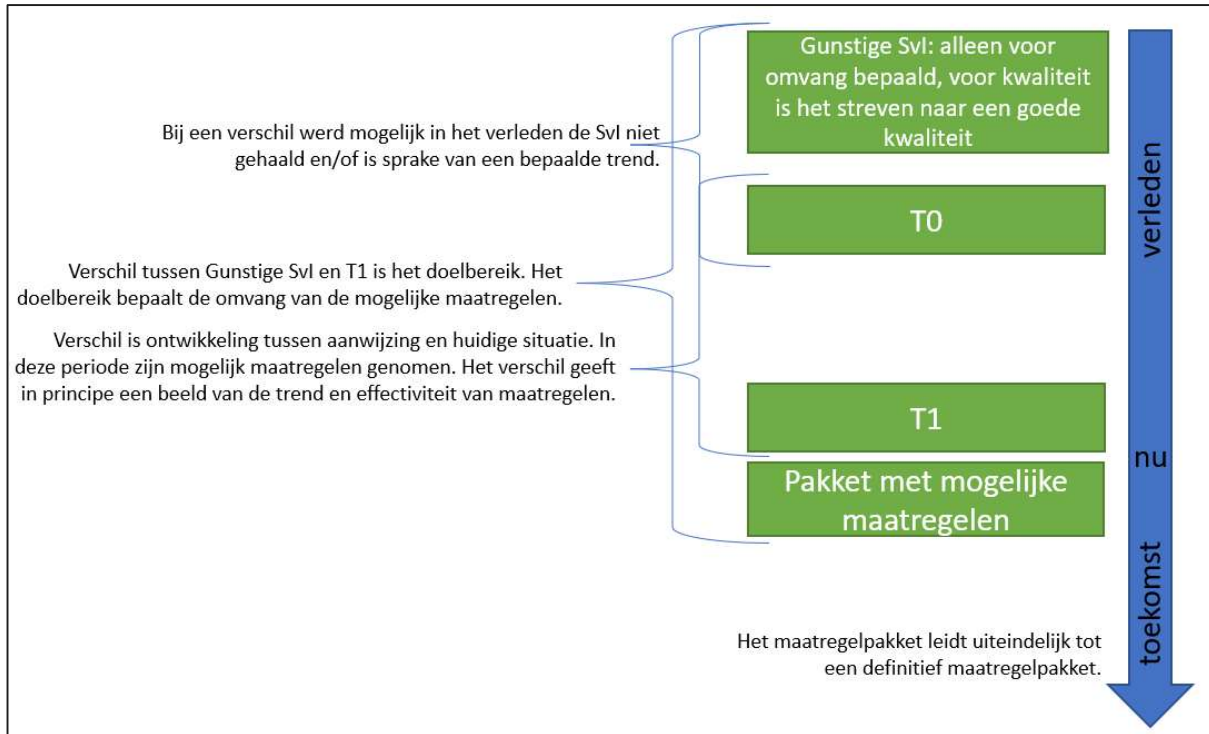 Gunstige SvI: alleen voor
omvang bepaald, voor kwaliteit
is het streven naar een goede
kwaliteit
Bij een verschil werd mogelijk in het verleden de SvI niet
gehaald en/of is sprake van een bepaalde trend.
T0
Verschil tussen Gunstige SvI en T1 is het doelbereik. Het
doelbereik bepaalt de omvang van de mogelijke maatregelen.
Verschil is ontwikkeling tussen aanwijzing en huidige situatie. In
deze periode zijn mogelijk maatregelen genomen. Het verschil geeft
in principe een beeld van de trend en effectiviteit van maatregelen.
T1
Pakket met mogelijke
maatregelen
Het maatregelpakket leidt uiteindelijk tot
een definitief maatregelpakket.
verleden
nu
toekomst